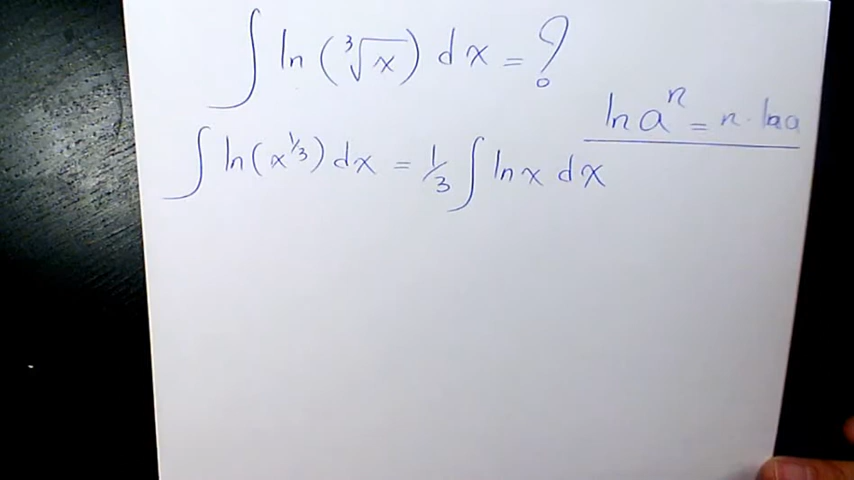 ∫ ln (∛x) dx = ?
ln aⁿ = n · ln a
∫ ln(x^{1/3}) dx = 1/3 ∫ ln x dx